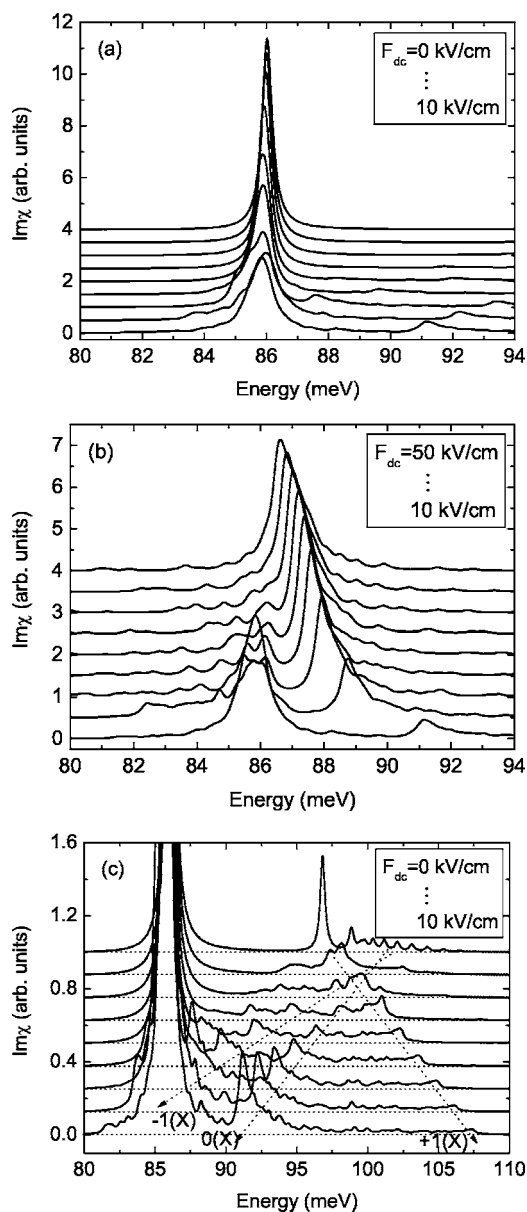 (a)
F_dc=0 kV/cm
⋮
10 kV/cm
12
10
8
6
4
2
0
Imχ (arb. units)
80 82 84 86 88 90 92 94
Energy (meV)
(b)
F_dc=50 kV/cm
⋮
10 kV/cm
7
6
5
4
3
2
1
0
Imχ (arb. units)
80 82 84 86 88 90 92 94
Energy (meV)
(c)
F_dc=0 kV/cm
⋮
10 kV/cm
1.6
1.2
0.8
0.4
0.0
Imχ (arb. units)
-1(X)
0(X)
+1(X)
80 85 90 95 100 105 110
Energy (meV)